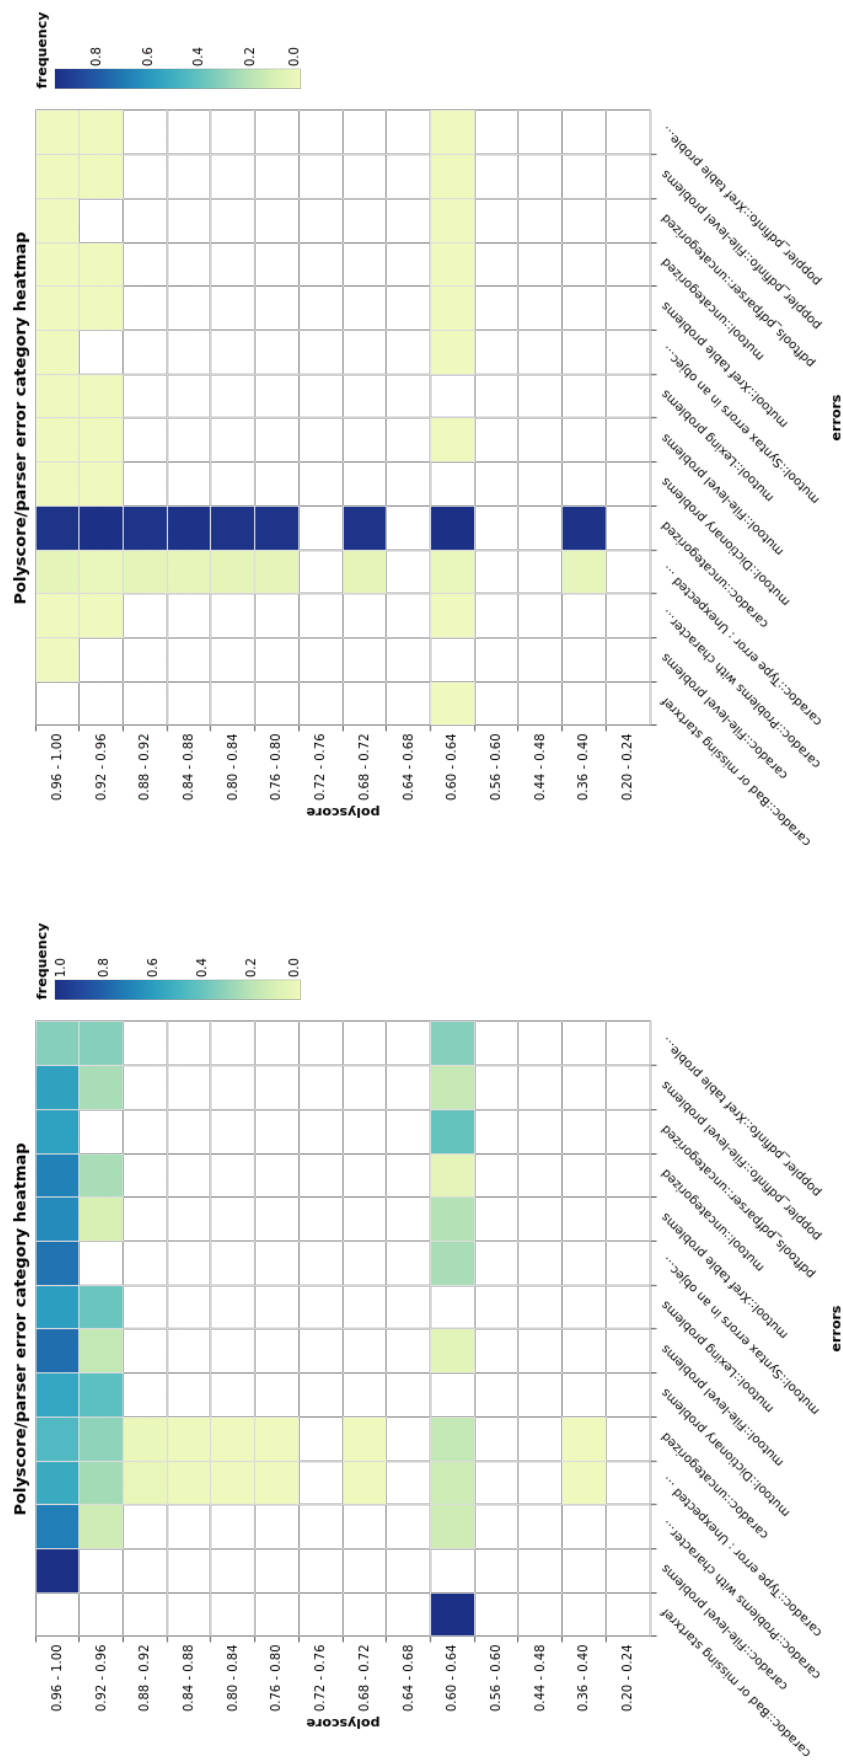 Polyscore/parser error category heatmap
frequency
0.8
0.6
0.4
0.2
0.0
polyscore
0.96 - 1.00
0.92 - 0.96
0.88 - 0.92
0.84 - 0.88
0.80 - 0.84
0.76 - 0.80
0.72 - 0.76
0.68 - 0.72
0.64 - 0.68
0.60 - 0.64
0.56 - 0.60
0.44 - 0.48
0.36 - 0.40
0.20 - 0.24
caradoc::Bad or missing startxref
caradoc::File-level problems
caradoc::Problems with character...
caradoc::Type error : Unexpected ...
caradoc::uncategorized
mutool::Dictionary problems
mutool::File-level problems
mutool::Lexing problems
mutool::Syntax errors in an objec...
mutool::Xref table problems
mutool::uncategorized
pdftools_pdfparser::uncategorized
poppler_pdfinfo::File-level problems
poppler_pdfinfo::Xref table proble...
errors
Polyscore/parser error category heatmap
frequency
1.0
0.8
0.6
0.4
0.2
0.0
polyscore
0.96 - 1.00
0.92 - 0.96
0.88 - 0.92
0.84 - 0.88
0.80 - 0.84
0.76 - 0.80
0.72 - 0.76
0.68 - 0.72
0.64 - 0.68
0.60 - 0.64
0.56 - 0.60
0.44 - 0.48
0.36 - 0.40
0.20 - 0.24
caradoc::Bad or missing startxref
caradoc::File-level problems
caradoc::Problems with character...
caradoc::Type error : Unexpected ...
caradoc::uncategorized
mutool::Dictionary problems
mutool::File-level problems
mutool::Lexing problems
mutool::Syntax errors in an objec...
mutool::Xref table problems
mutool::uncategorized
pdftools_pdfparser::uncategorized
poppler_pdfinfo::File-level problems
poppler_pdfinfo::Xref table proble...
errors